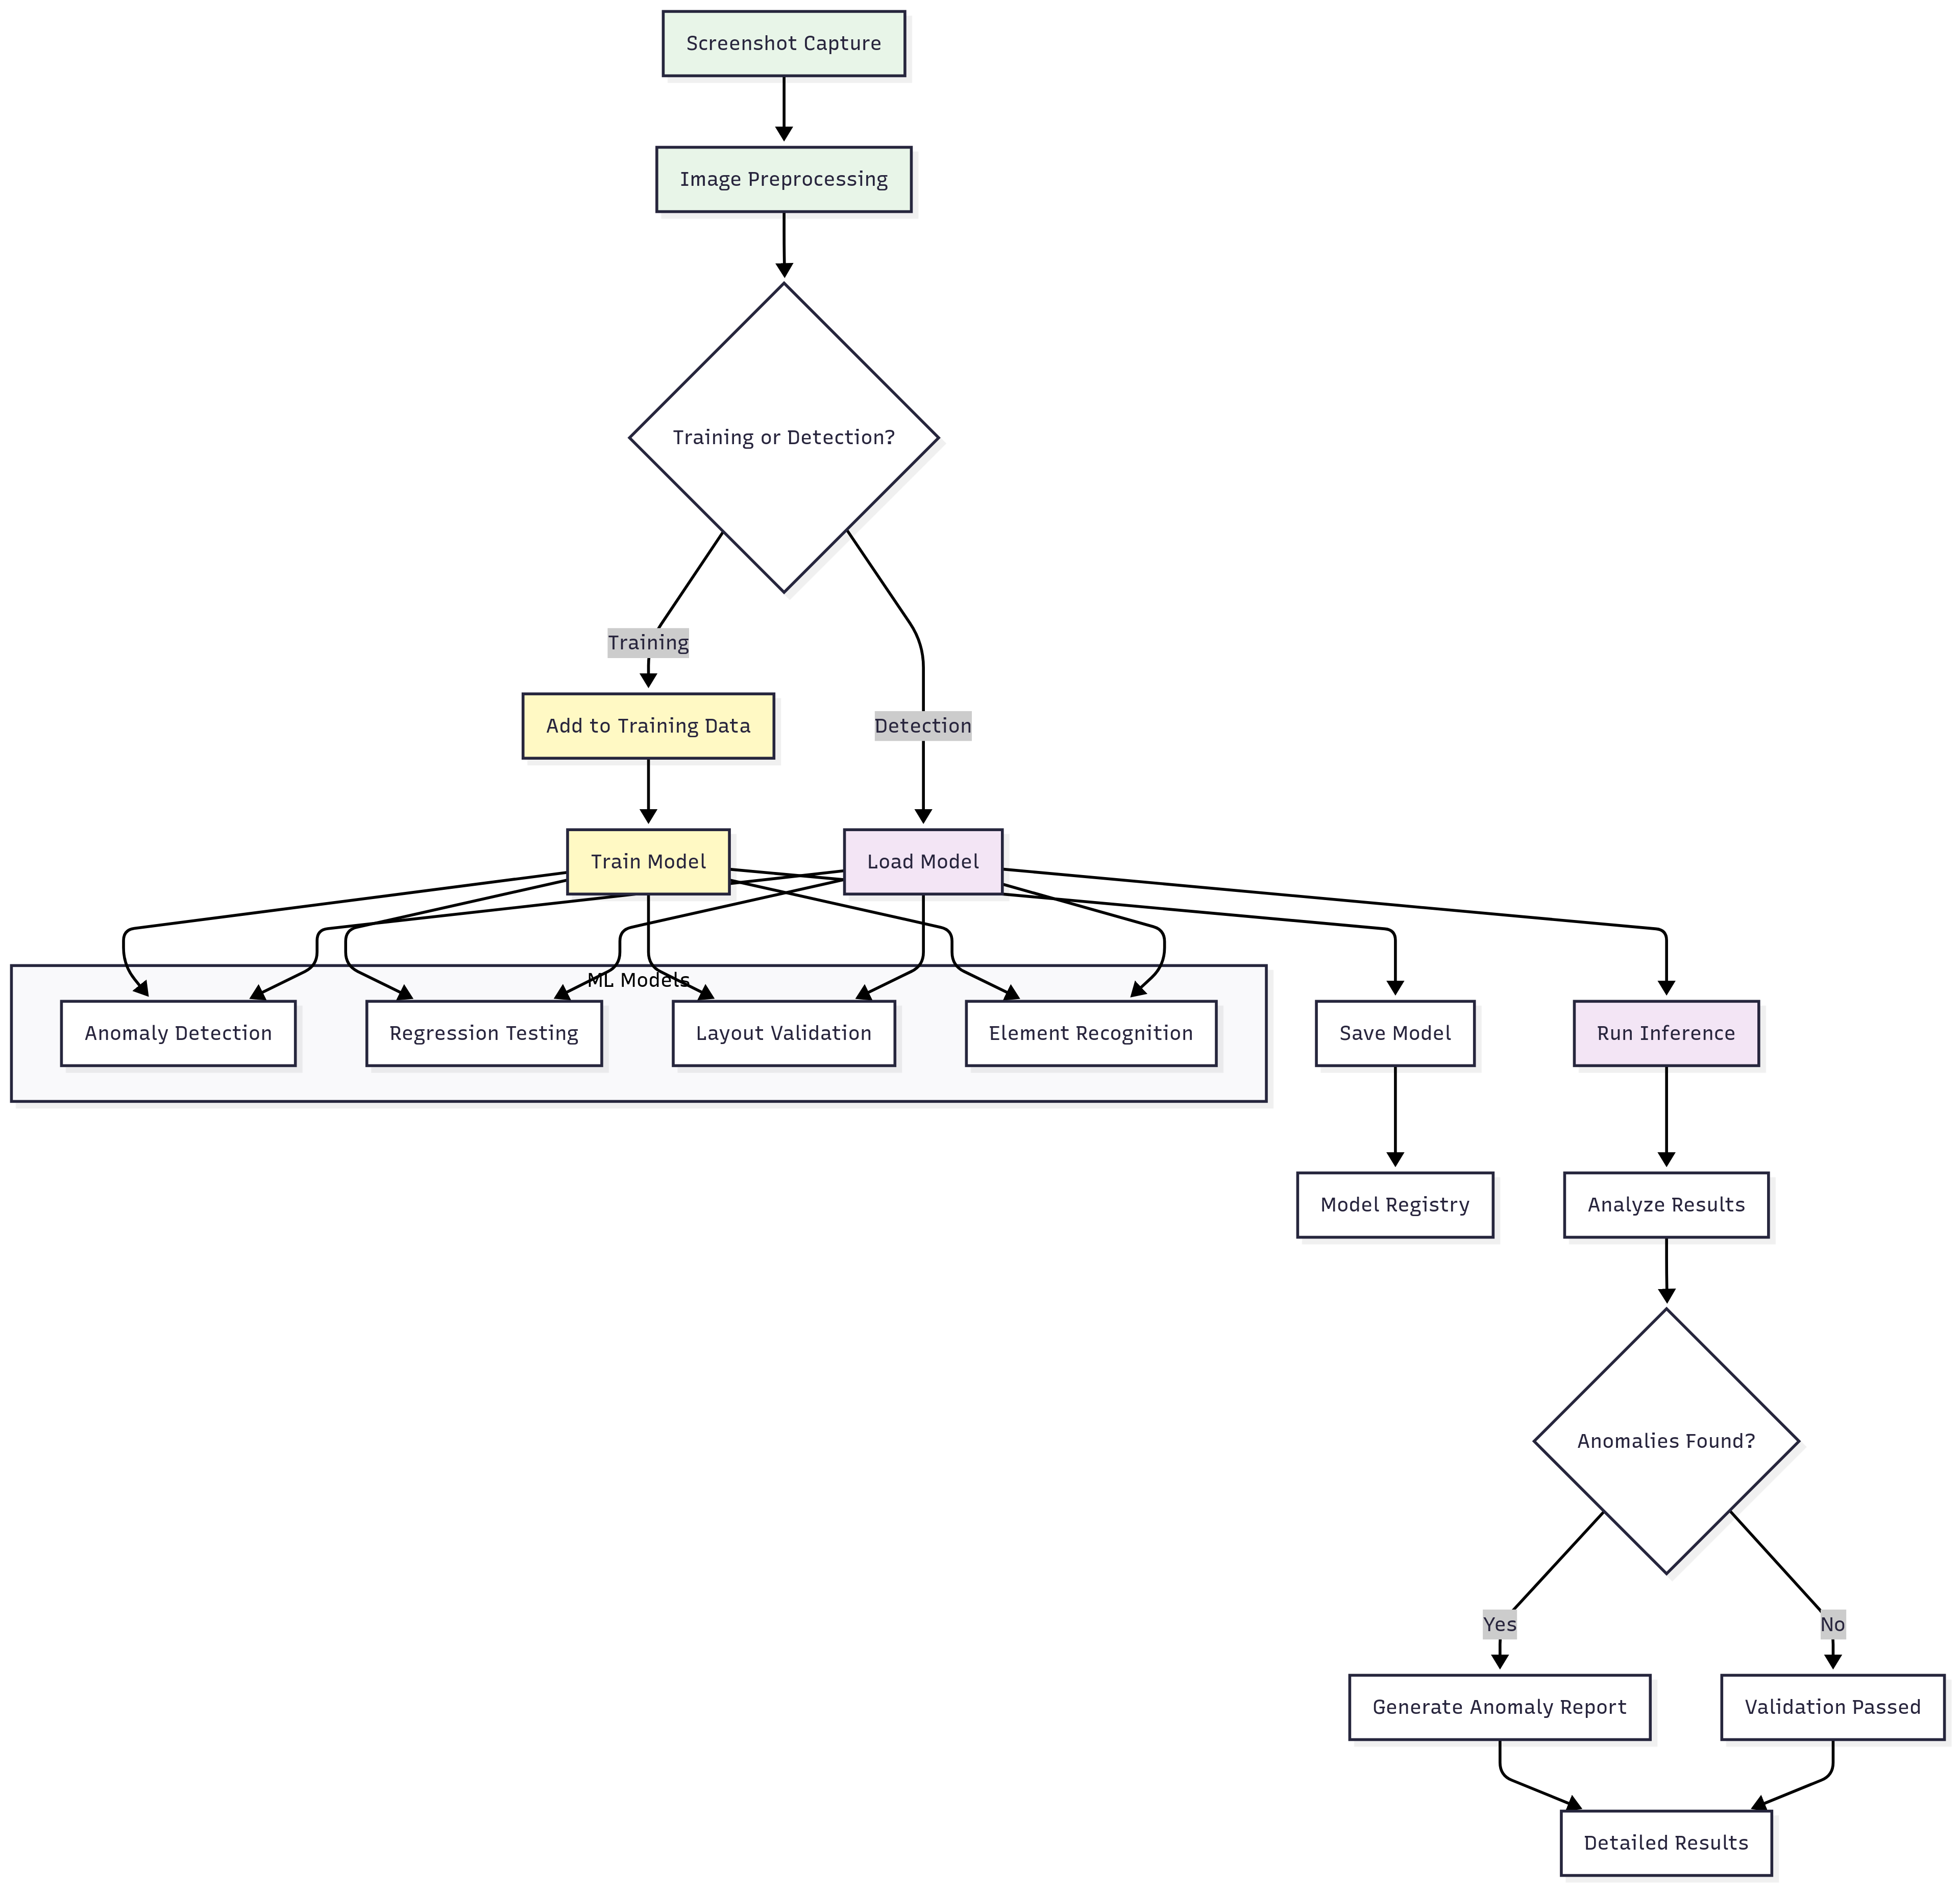 Screenshot Capture
Image Preprocessing
Training or Detection?
Training
Detection
Add to Training Data
Train Model
Load Model
ML Models
Anomaly Detection
Regression Testing
Layout Validation
Element Recognition
Save Model
Run Inference
Model Registry
Analyze Results
Anomalies Found?
Yes
No
Generate Anomaly Report
Validation Passed
Detailed Results